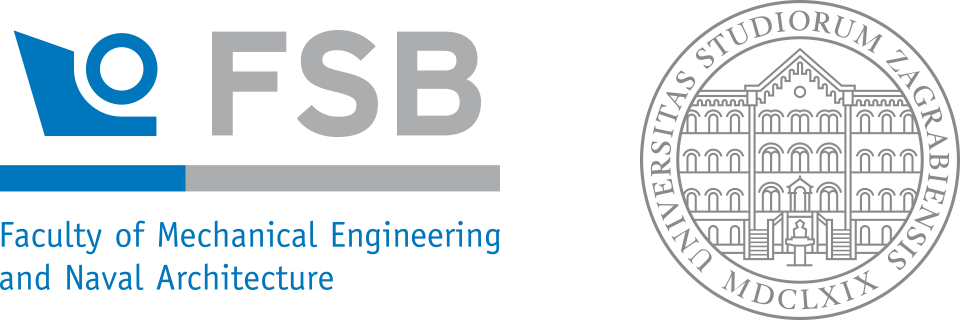 FSB
Faculty of Mechanical Engineering
and Naval Architecture
UNIVERSITAS STUDIORUM ZAGRABIENSIS
MDCLXIX